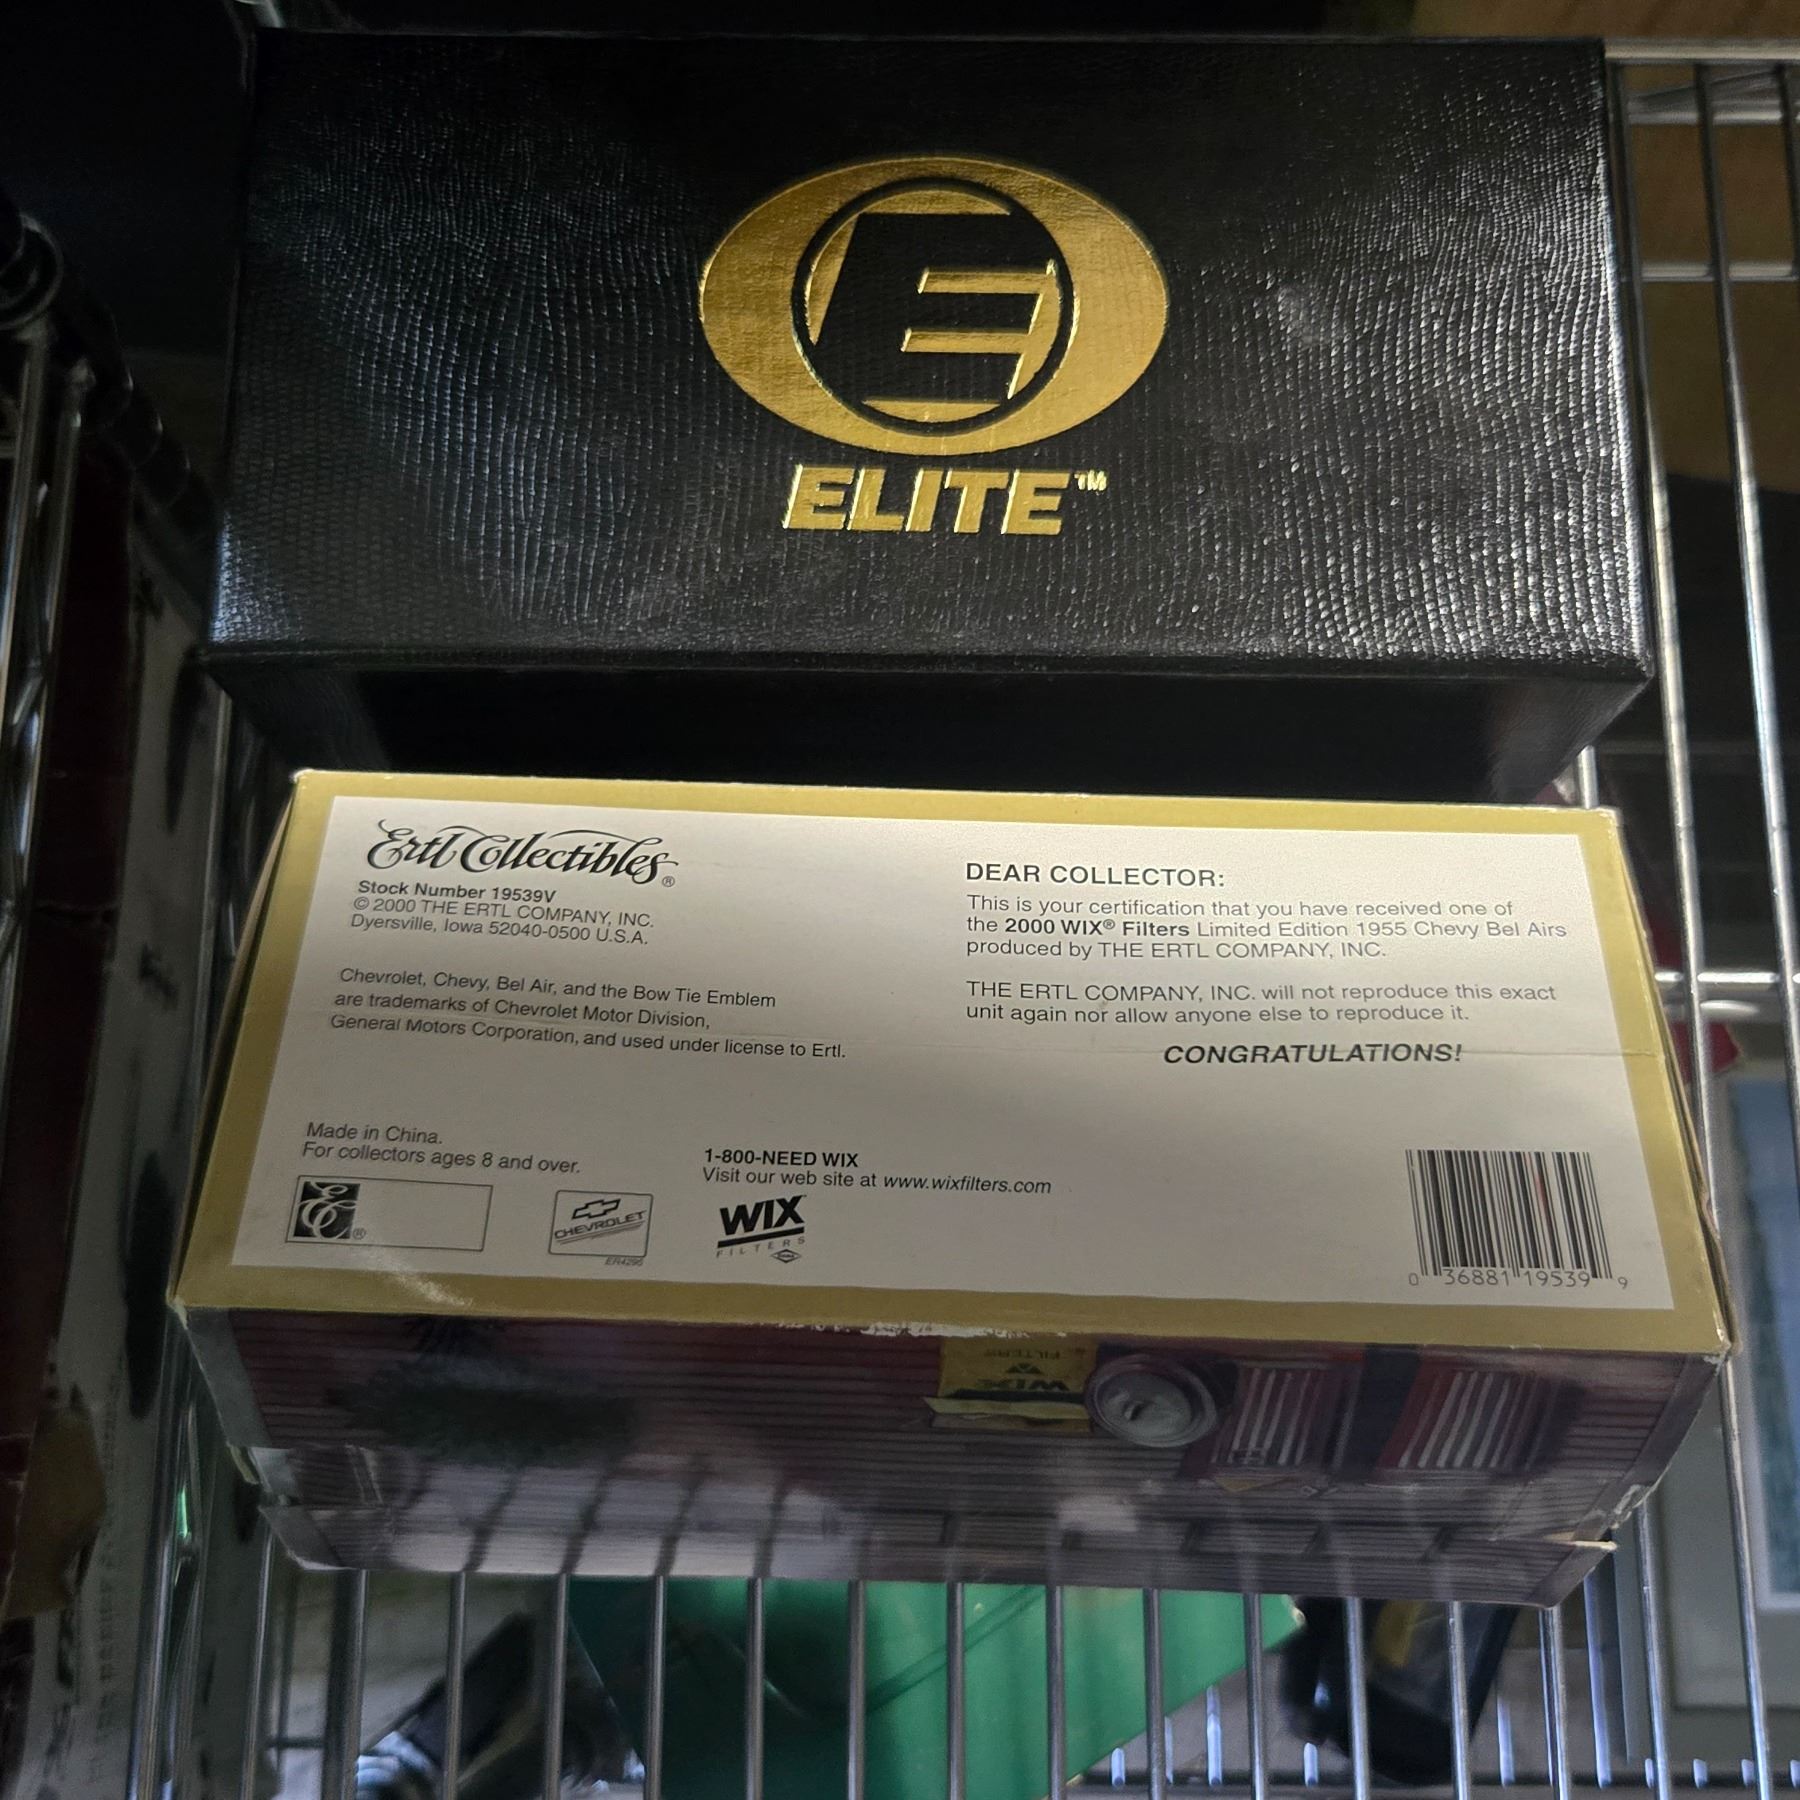 E
ELITE™
Ertl Collectibles®
Stock Number 19539V
© 2000 THE ERTL COMPANY, INC.
Dyersville, Iowa 52040-0500 U.S.A.
Chevrolet, Chevy, Bel Air, and the Bow Tie Emblem
are trademarks of Chevrolet Motor Division,
General Motors Corporation, and used under license to Ertl.
Made in China.
For collectors ages 8 and over.
E®
CHEVROLET
ER4295
1-800-NEED WIX
Visit our web site at www.wixfilters.com
WIX
FILTERS
DEAR COLLECTOR:
This is your certification that you have received one of
the 2000 WIX® Filters Limited Edition 1955 Chevy Bel Airs
produced by THE ERTL COMPANY, INC.
THE ERTL COMPANY, INC. will not reproduce this exact
unit again nor allow anyone else to reproduce it.
CONGRATULATIONS!
0 36881 19539 9
FILTERS
WIX